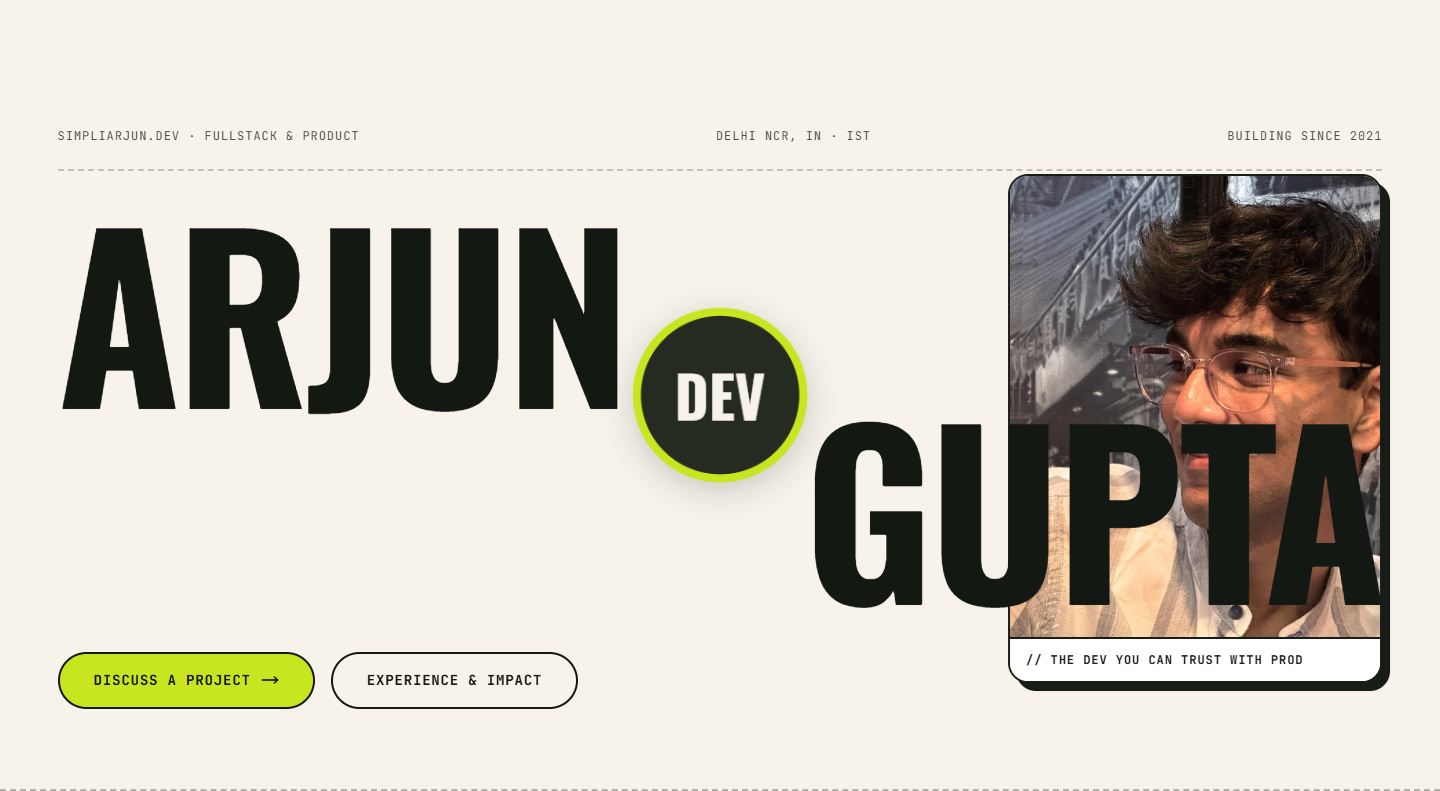 SIMPLIARJUN.DEV · FULLSTACK & PRODUCT
DELHI NCR, IN · IST
BUILDING SINCE 2021
ARJUN
DEV
GUPTA
// THE DEV YOU CAN TRUST WITH PROD
DISCUSS A PROJECT →
EXPERIENCE & IMPACT